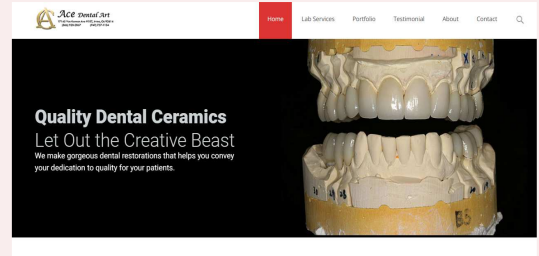 Ace Dental Art
Home
Lab Services
Portfolio
Testimonial
About
Contact
Quality Dental Ceramics
Let Out the Creative Beast
We make gorgeous dental restorations that helps you convey
your dedication to quality for your patients.